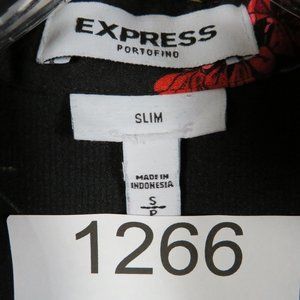 EXPRESS
PORTOFINO
SLIM
MADE IN
INDONESIA
S
P
1266